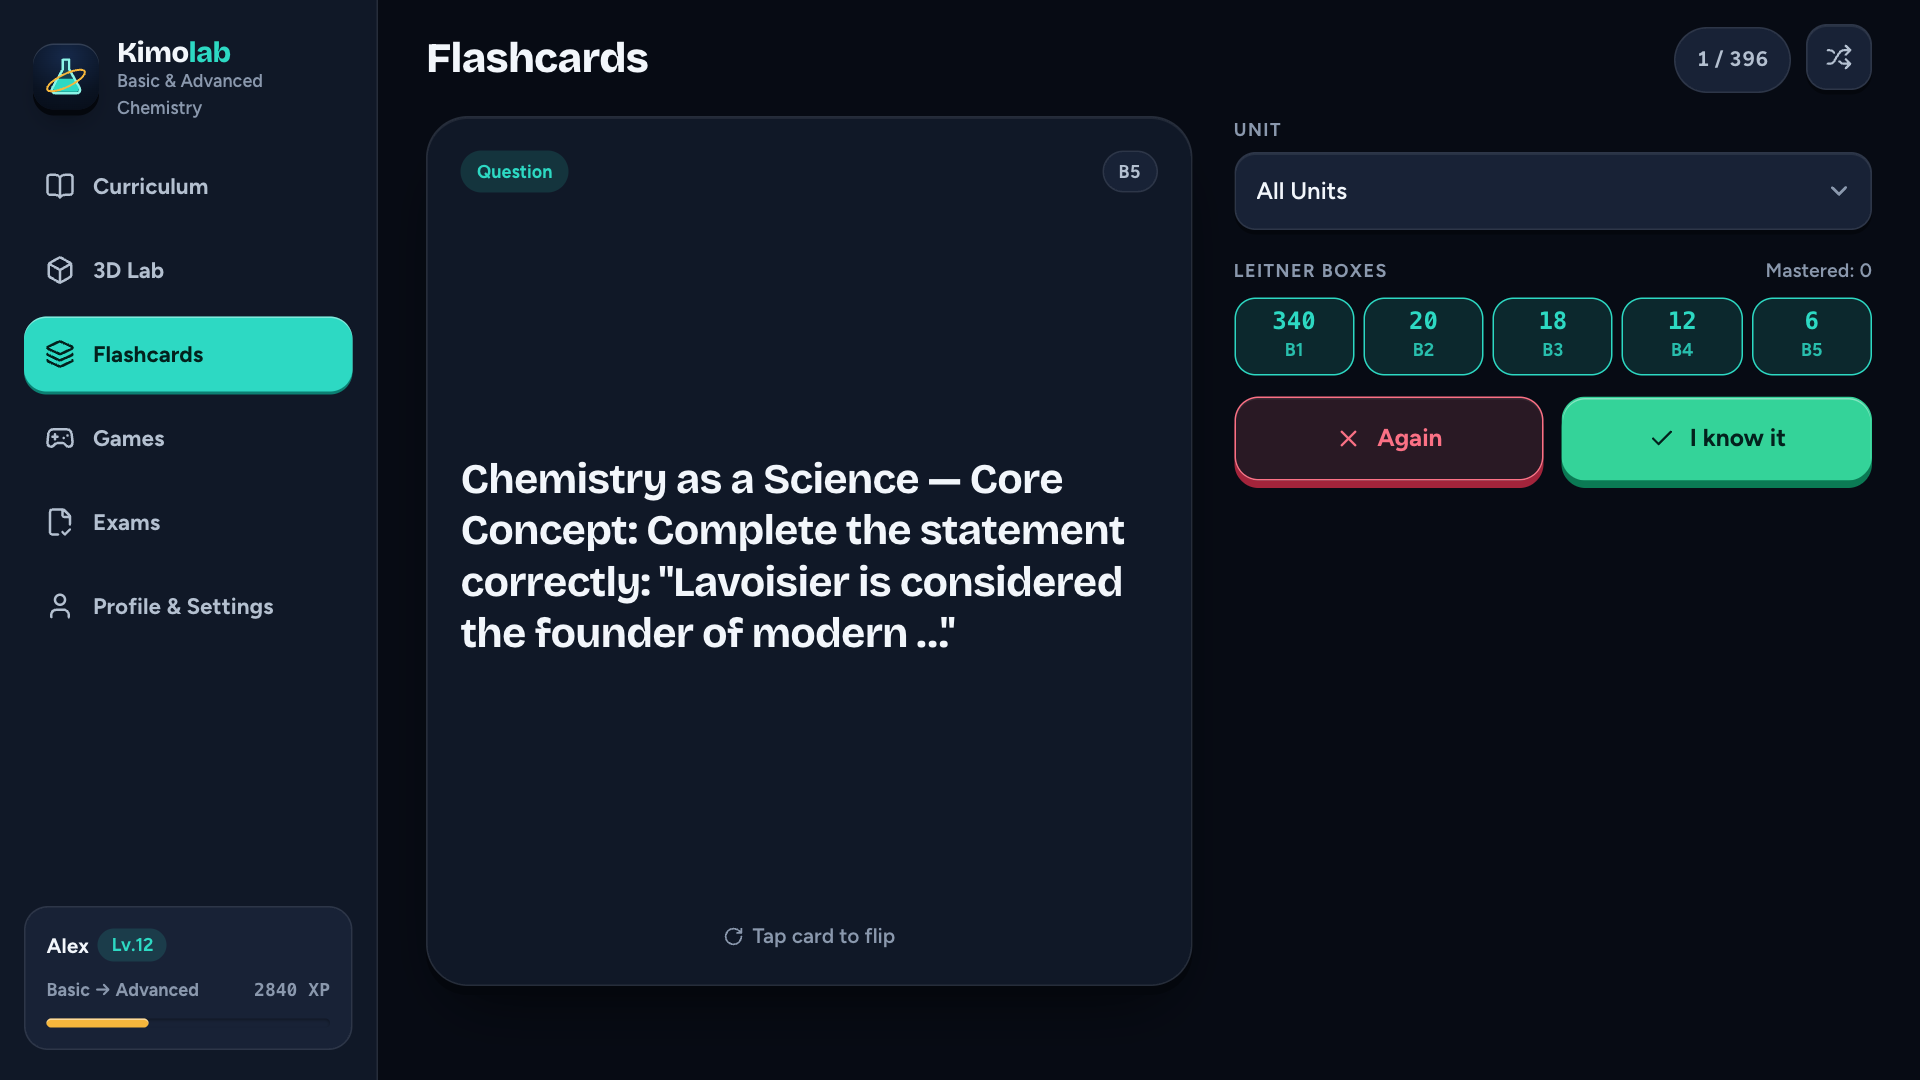 Kimolab
Basic & Advanced
Chemistry
Curriculum
3D Lab
Flashcards
Games
Exams
Profile & Settings
Alex
Lv.12
Basic → Advanced
2840 XP
Flashcards
1 / 396
Question
B5
Chemistry as a Science — Core
Concept: Complete the statement
correctly: "Lavoisier is considered
the founder of modern ..."
Tap card to flip
UNIT
All Units
LEITNER BOXES
Mastered: 0
340
B1
20
B2
18
B3
12
B4
6
B5
Again
I know it